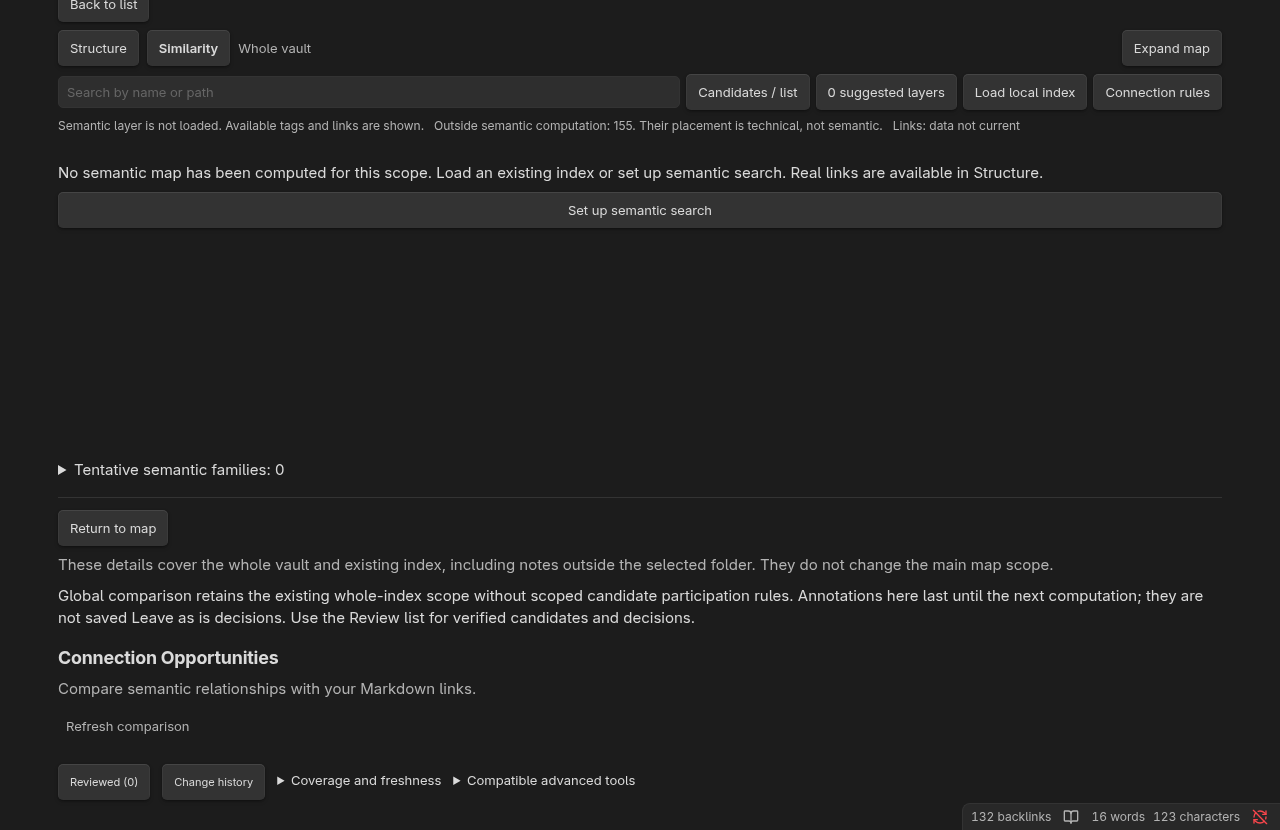 Back to list
Structure Similarity Whole vault Expand map
Search by name or path Candidates / list 0 suggested layers Load local index Connection rules
Semantic layer is not loaded. Available tags and links are shown. Outside semantic computation: 155. Their placement is technical, not semantic. Links: data not current
No semantic map has been computed for this scope. Load an existing index or set up semantic search. Real links are available in Structure.
Set up semantic search
Tentative semantic families: 0
Return to map
These details cover the whole vault and existing index, including notes outside the selected folder. They do not change the main map scope.
Global comparison retains the existing whole-index scope without scoped candidate participation rules. Annotations here last until the next computation; they are
not saved Leave as is decisions. Use the Review list for verified candidates and decisions.
Connection Opportunities
Compare semantic relationships with your Markdown links.
Refresh comparison
Reviewed (0) Change history Coverage and freshness Compatible advanced tools
132 backlinks 16 words 123 characters